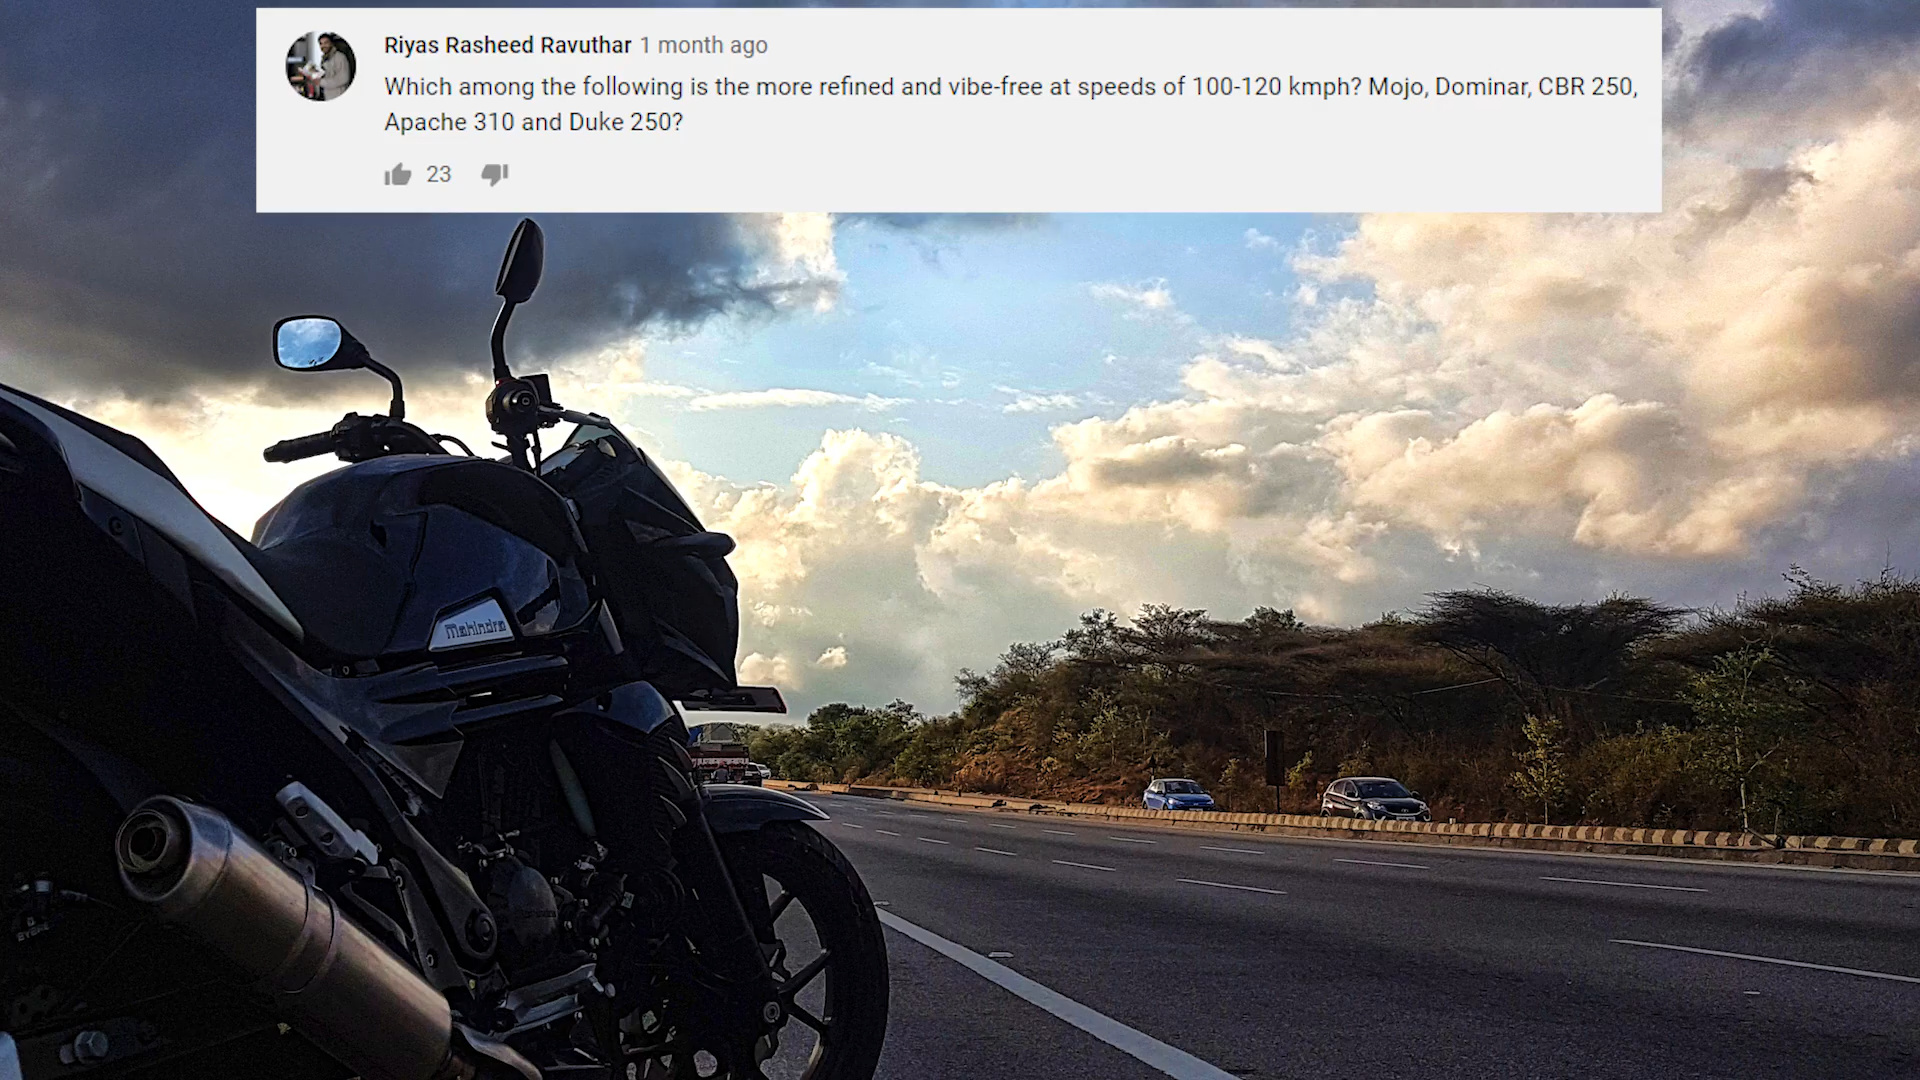 Riyas Rasheed Ravuthar 1 month ago
Which among the following is the more refined and vibe-free at speeds of 100-120 kmph? Mojo, Dominar, CBR 250,
Apache 310 and Duke 250?
23
Mahindra